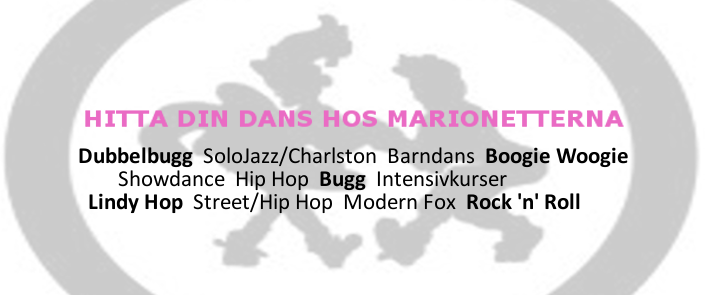 HITTA DIN DANS HOS MARIONETTERNA
Dubbelbugg SoloJazz/Charlston Barndans Boogie Woogie
Showdance Hip Hop Bugg Intensivkurser
Lindy Hop Street/Hip Hop Modern Fox Rock 'n' Roll